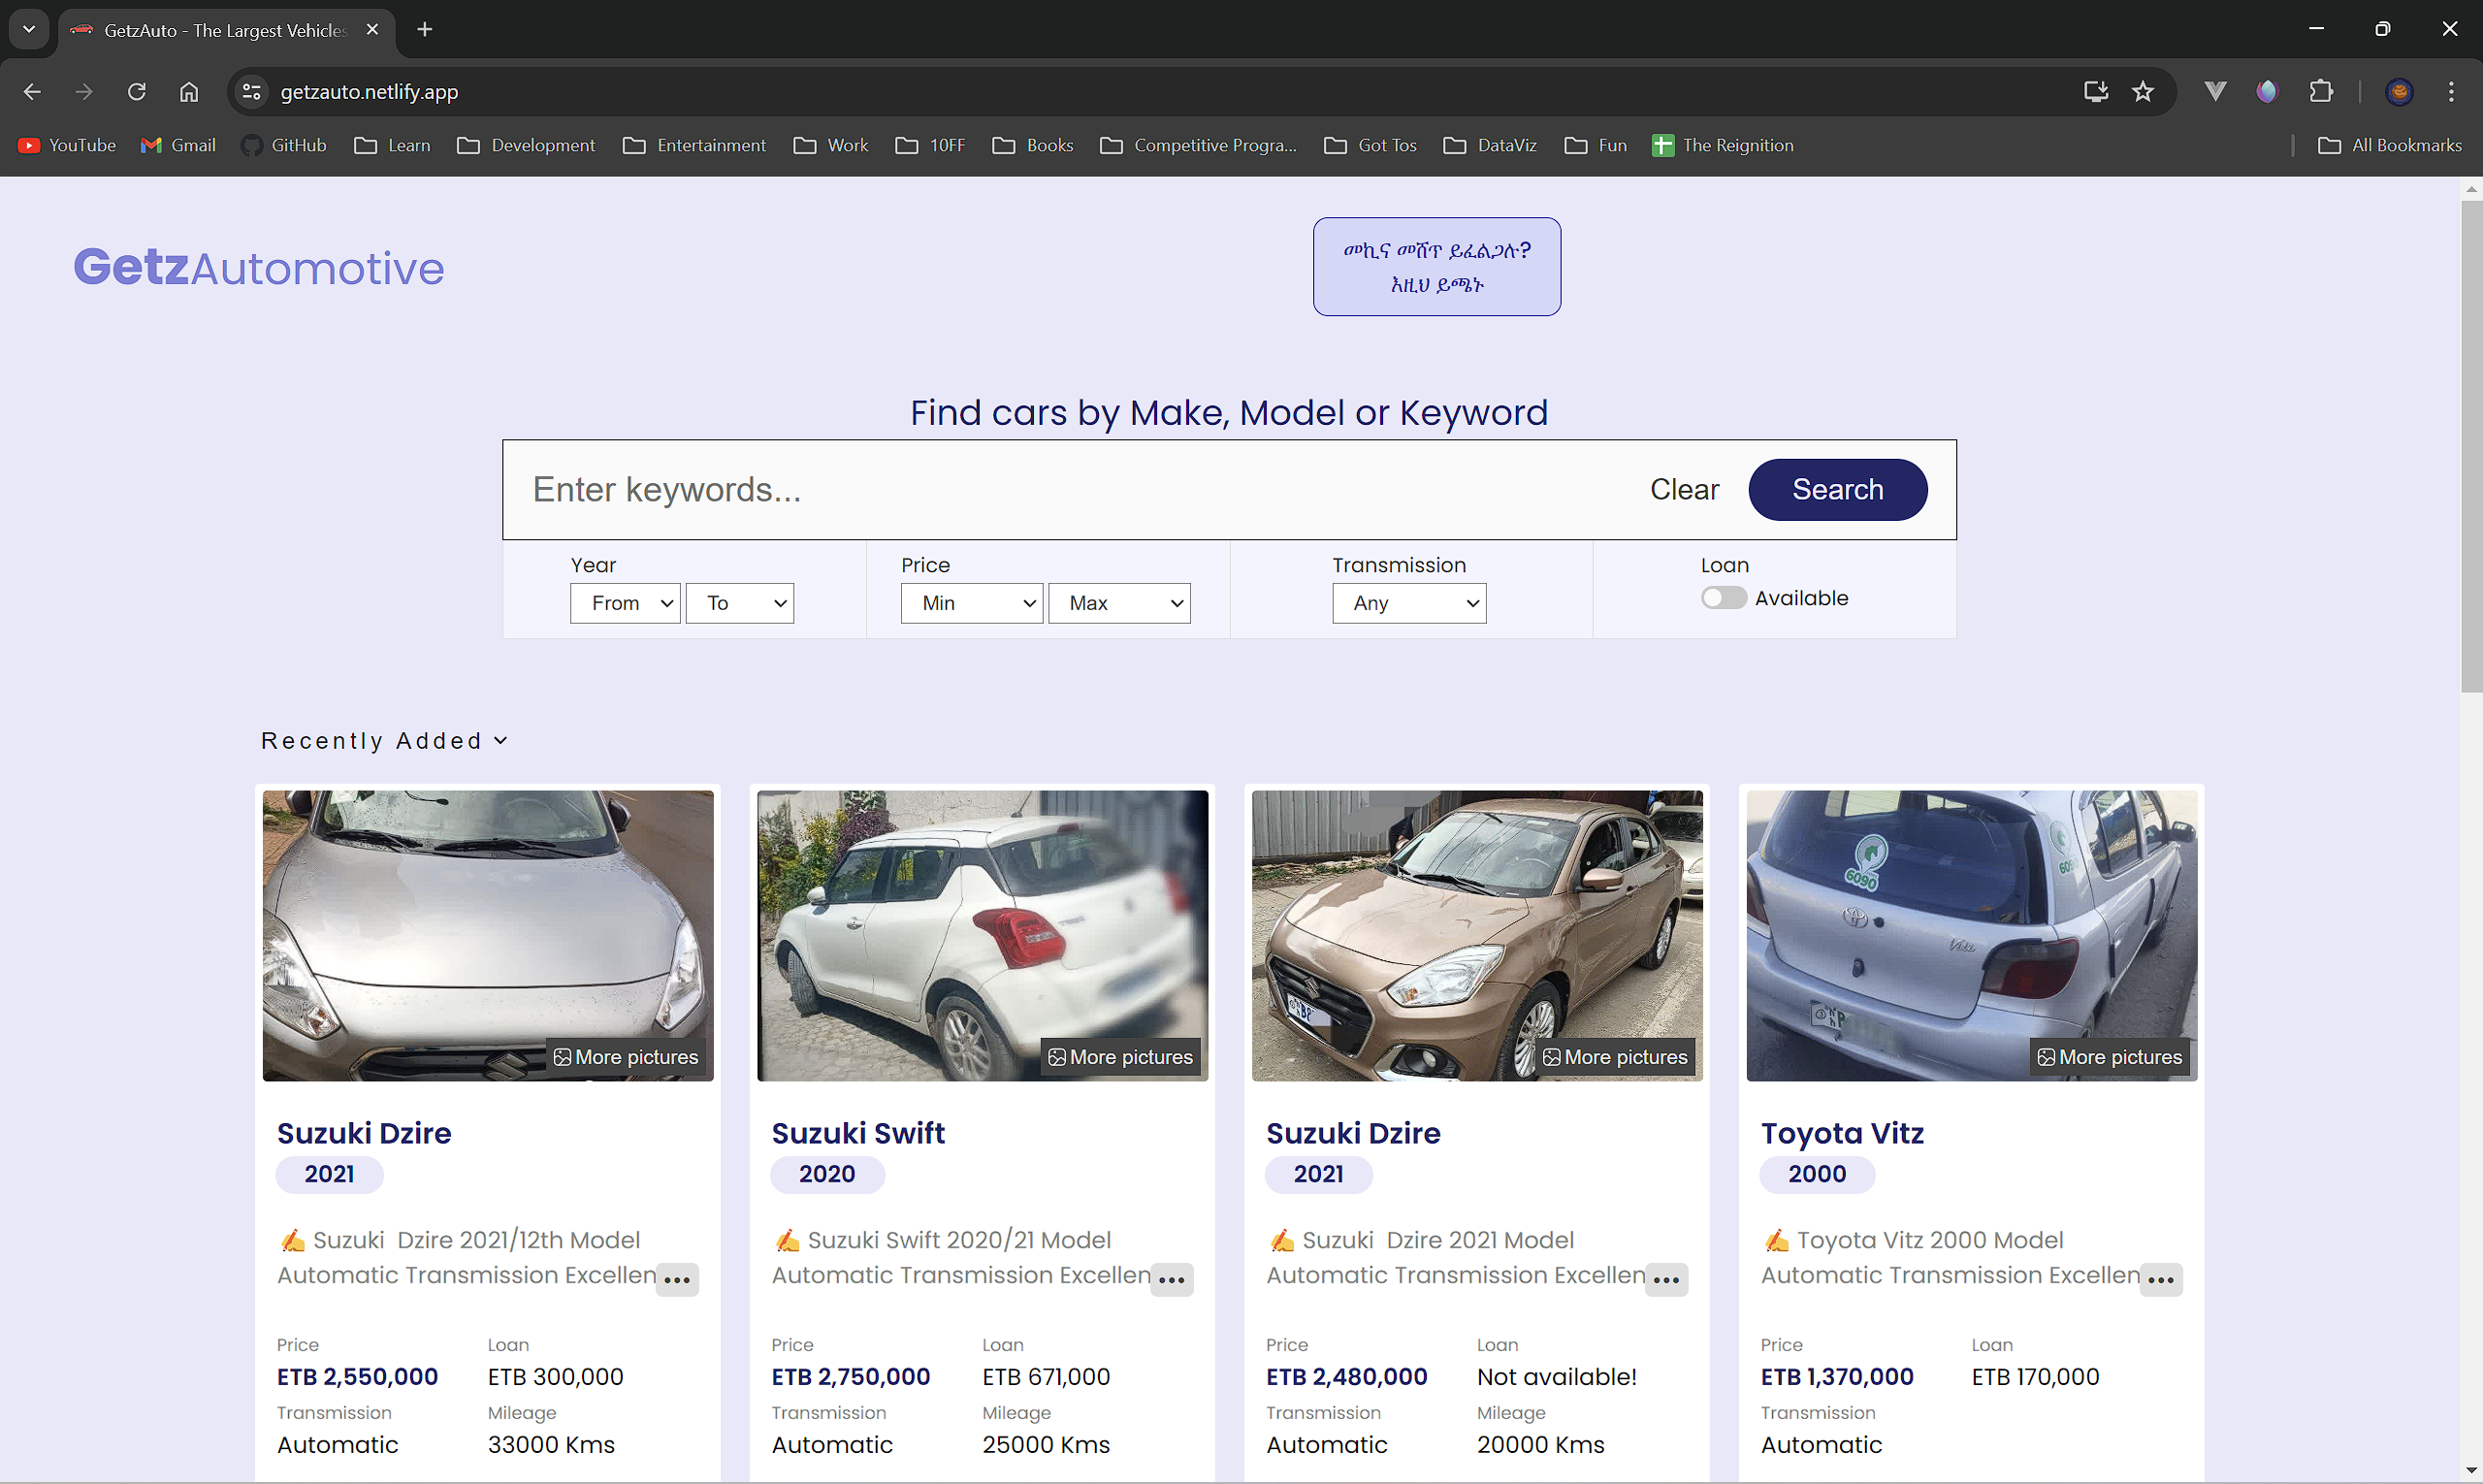 GetzAuto - The Largest Vehicles
getzauto.netlify.app
YouTube Gmail GitHub Learn Development Entertainment Work 10FF Books Competitive Progra... Got Tos DataViz Fun The Reignition All Bookmarks
GetzAutomotive
መኪና መሸጥ ይፈልጋሉ?
እዚህ ይጫኑ
Find cars by Make, Model or Keyword
Enter keywords... Clear Search
Year Price Transmission Loan
From To Min Max Any Available
Recently Added
6090
Vitz
More pictures More pictures More pictures More pictures
Suzuki Dzire Suzuki Swift Suzuki Dzire Toyota Vitz
2021 2020 2021 2000
✍️ Suzuki Dzire 2021/12th Model ✍️ Suzuki Swift 2020/21 Model ✍️ Suzuki Dzire 2021 Model ✍️ Toyota Vitz 2000 Model
Automatic Transmission Excellen ••• Automatic Transmission Excellen ••• Automatic Transmission Excellen ••• Automatic Transmission Excellen •••
Price Loan Price Loan Price Loan Price Loan
ETB 2,550,000 ETB 300,000 ETB 2,750,000 ETB 671,000 ETB 2,480,000 Not available! ETB 1,370,000 ETB 170,000
Transmission Mileage Transmission Mileage Transmission Mileage Transmission
Automatic 33000 Kms Automatic 25000 Kms Automatic 20000 Kms Automatic